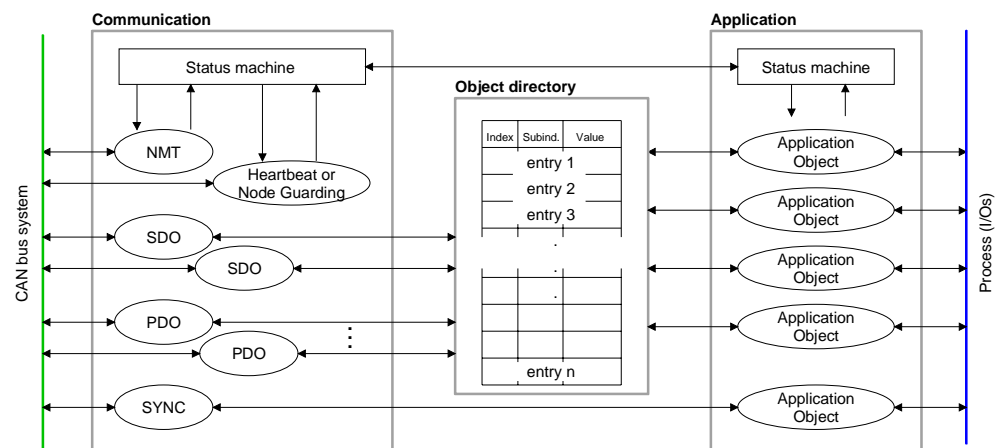 Communication
Application
Status machine
Status machine
Object directory
Index Subind. Value
NMT
Application
Object
entry 1
Heartbeat or
Node Guarding
entry 2
Application
Object
entry 3
SDO
.
SDO
.
Application
Object
.
PDO
Application
Object
PDO
⋮
entry n
SYNC
Application
Object
CAN bus system
Process (I/Os)